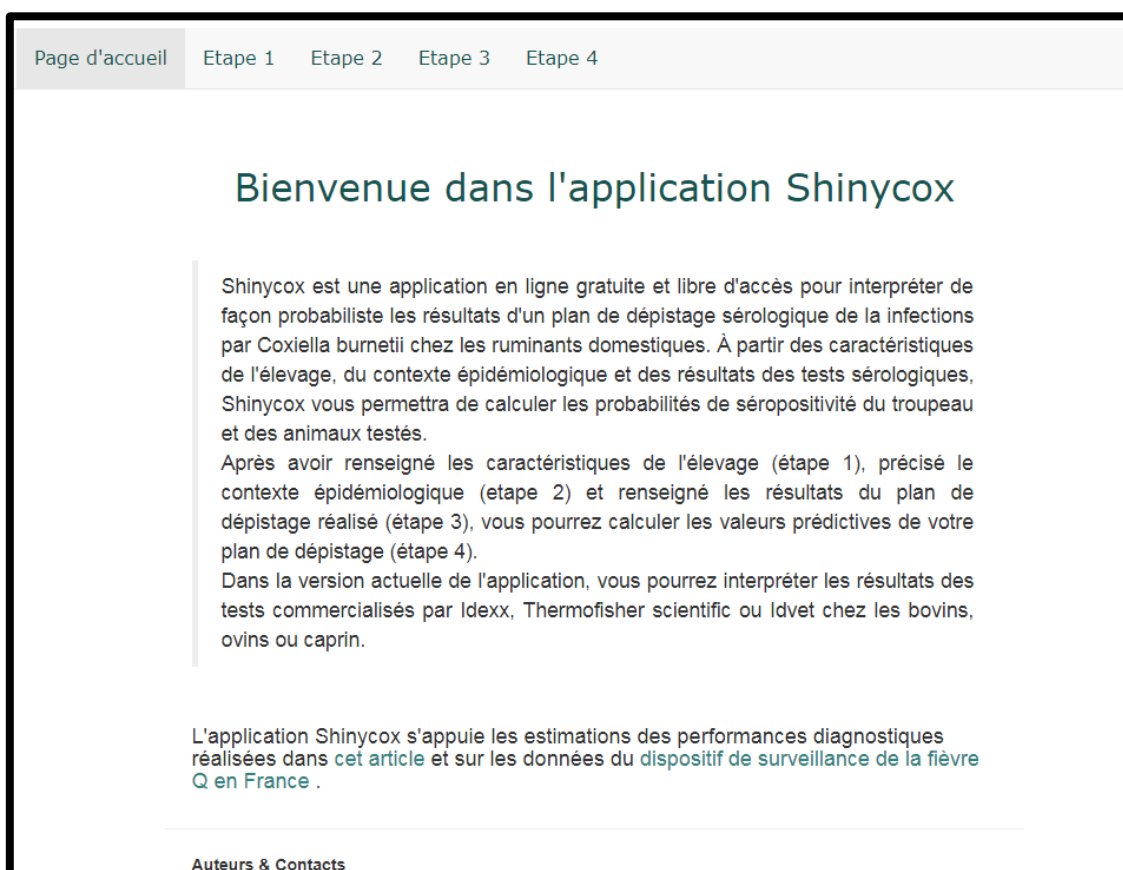 Page d'accueil Etape 1 Etape 2 Etape 3 Etape 4
Bienvenue dans l'application Shinycox
Shinycox est une application en ligne gratuite et libre d'accès pour interpréter de
façon probabiliste les résultats d'un plan de dépistage sérologique de la infections
par Coxiella burnetii chez les ruminants domestiques. À partir des caractéristiques
de l'élevage, du contexte épidémiologique et des résultats des tests sérologiques,
Shinycox vous permettra de calculer les probabilités de séropositivité du troupeau
et des animaux testés.
Après avoir renseigné les caractéristiques de l'élevage (étape 1), précisé le
contexte épidémiologique (etape 2) et renseigné les résultats du plan de
dépistage réalisé (étape 3), vous pourrez calculer les valeurs prédictives de votre
plan de dépistage (étape 4).
Dans la version actuelle de l'application, vous pourrez interpréter les résultats des
tests commercialisés par Idexx, Thermofisher scientific ou Idvet chez les bovins,
ovins ou caprin.
L'application Shinycox s'appuie les estimations des performances diagnostiques
réalisées dans cet article et sur les données du dispositif de surveillance de la fièvre
Q en France .
Auteurs & Contacts